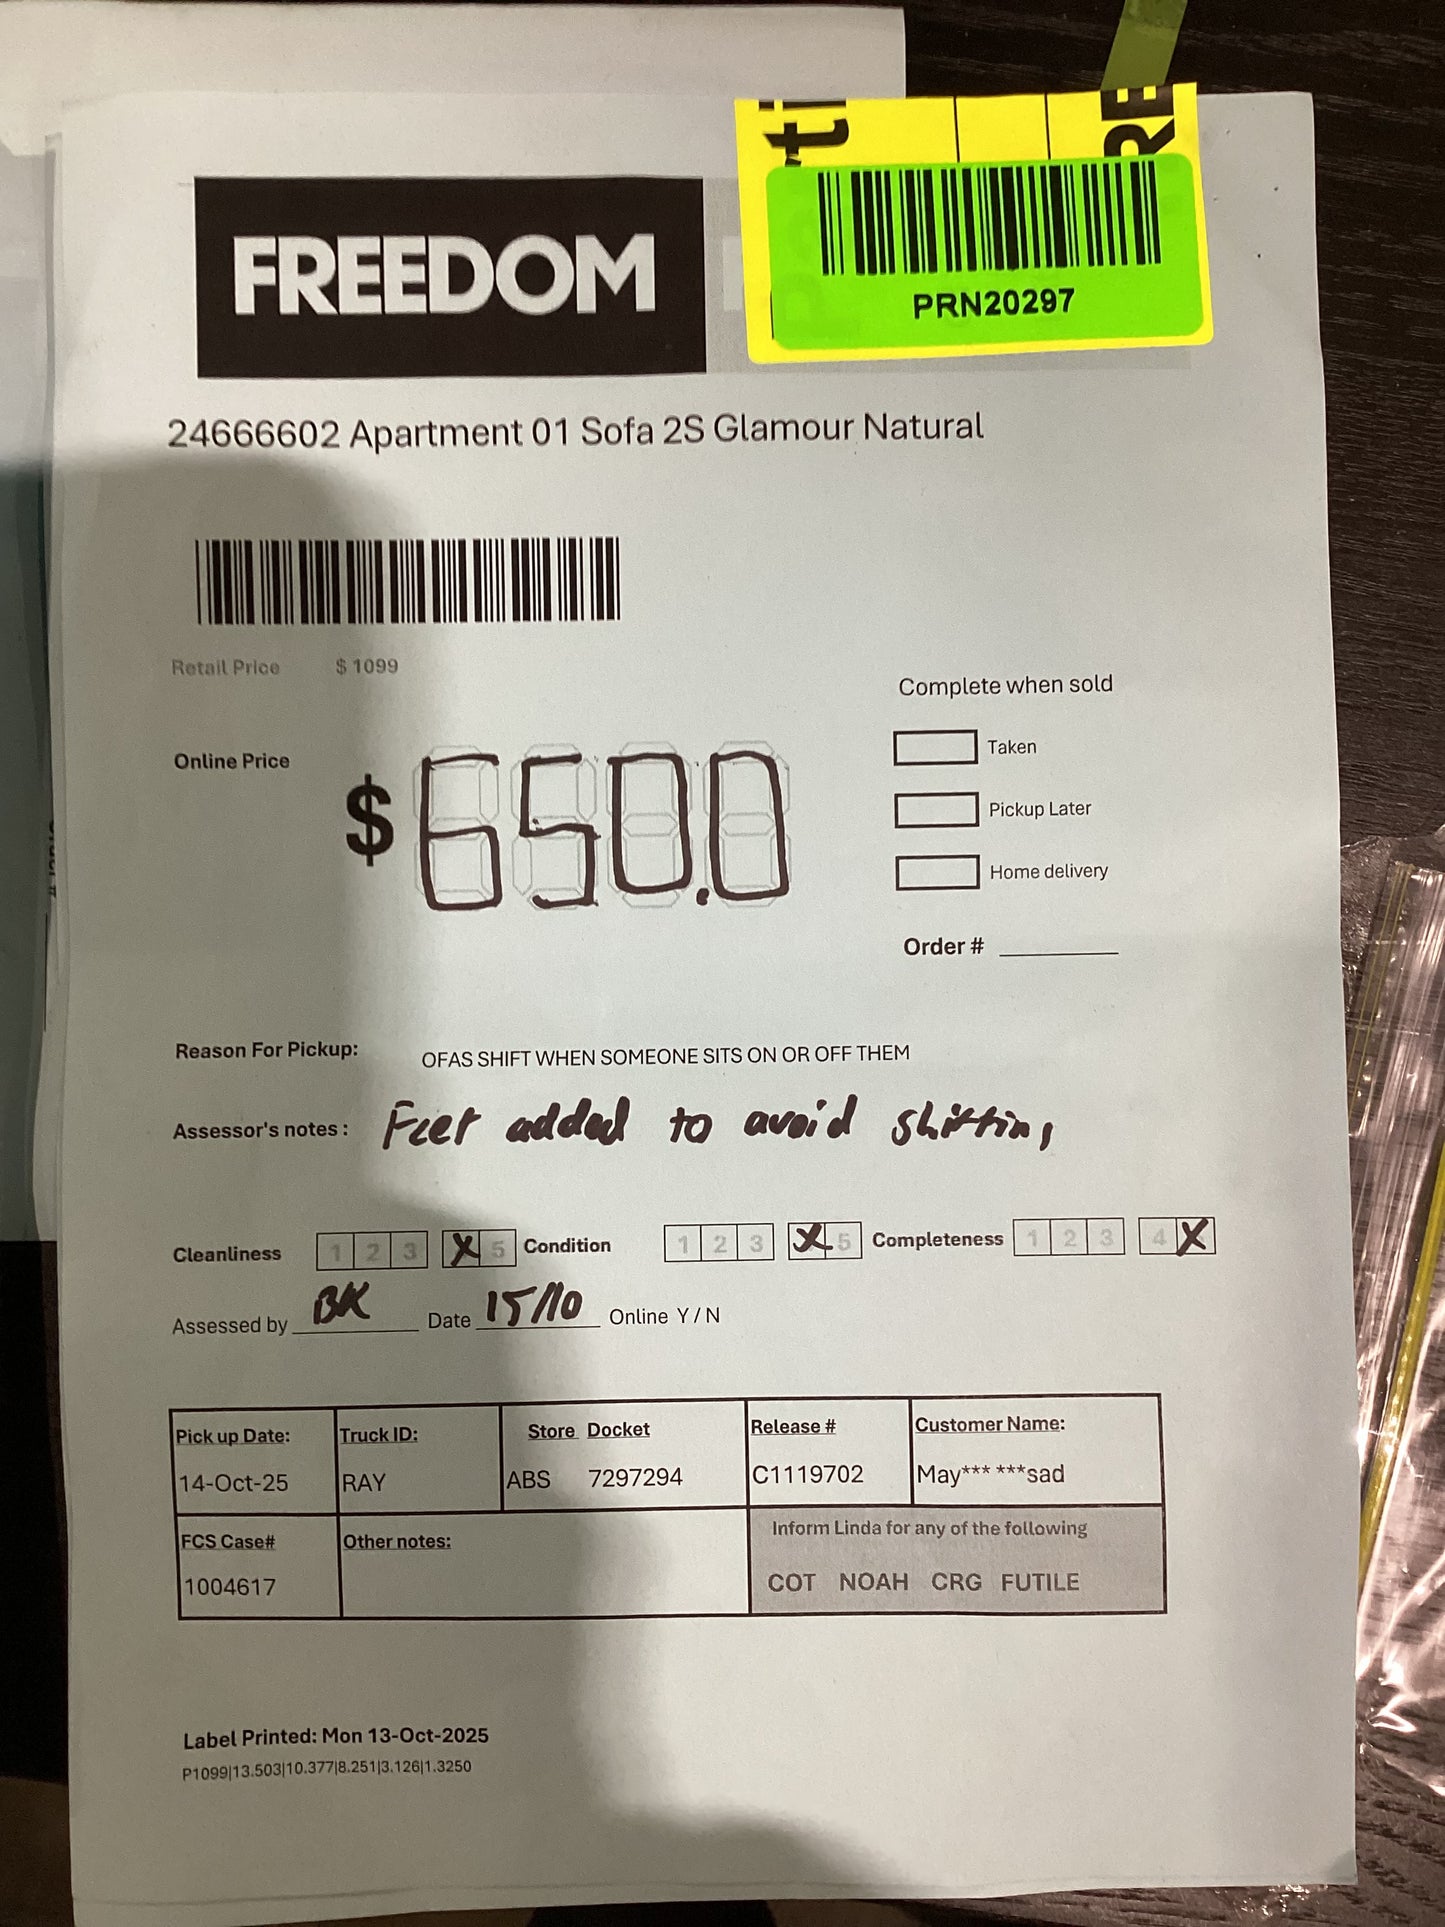 FREEDOM
PRN20297
24666602 Apartment 01 Sofa 2S Glamour Natural
Retail Price $ 1099
Complete when sold
Online Price $ 650.0
Taken
Pickup Later
Home delivery
Order #
Reason For Pickup: OFAS SHIFT WHEN SOMEONE SITS ON OR OFF THEM
Assessor's notes : Feet added to avoid shifting
Cleanliness 1 2 3 X 5 Condition 1 2 3 X 5 Completeness 1 2 3 4 X
Assessed by BK Date 15/10 Online Y / N
Pick up Date: Truck ID: Store Docket Release # Customer Name:
14-Oct-25 RAY ABS 7297294 C1119702 May*** ***sad
FCS Case# Other notes: Inform Linda for any of the following
1004617 COT NOAH CRG FUTILE
Label Printed: Mon 13-Oct-2025
P1099|13.503|10.377|8.251|3.126|1.3250